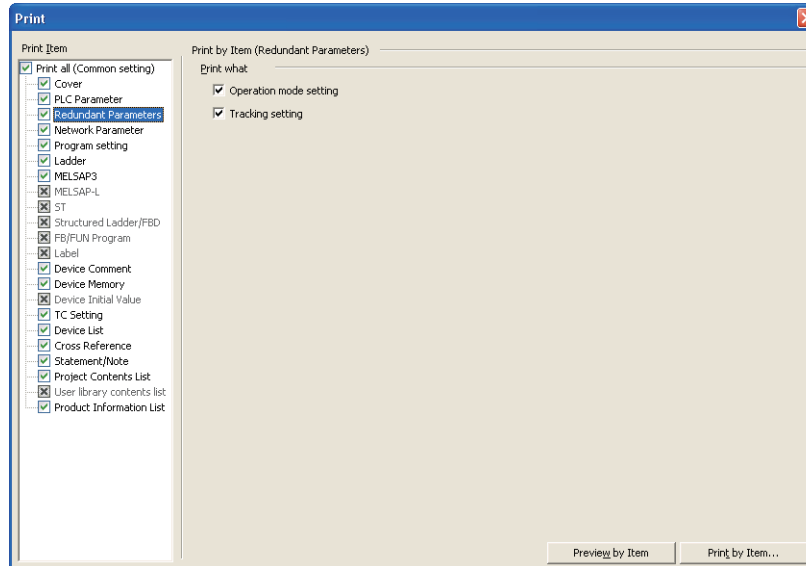 Print
Print Item
Print all (Common setting)
Cover
PLC Parameter
Redundant Parameters
Network Parameter
Program setting
Ladder
MELSAP3
MELSAP-L
ST
Structured Ladder/FBD
FB/FUN Program
Label
Device Comment
Device Memory
Device Initial Value
TC Setting
Device List
Cross Reference
Statement/Note
Project Contents List
User library contents list
Product Information List
Print by Item (Redundant Parameters)
Print what
Operation mode setting
Tracking setting
Preview by Item
Print by Item...